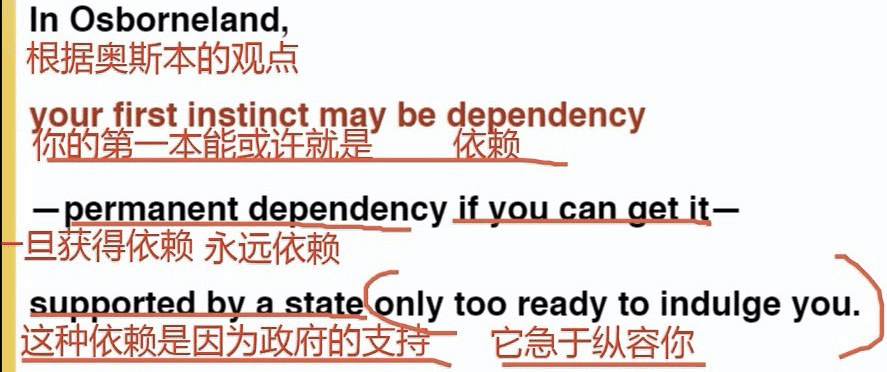 In Osborneland,
根据奥斯本的观点
your first instinct may be dependency
你的第一本能或许就是 依赖
—permanent dependency if you can get it—
一旦获得依赖 永远依赖
supported by a state only too ready to indulge you.
这种依赖是因为政府的支持 它急于纵容你